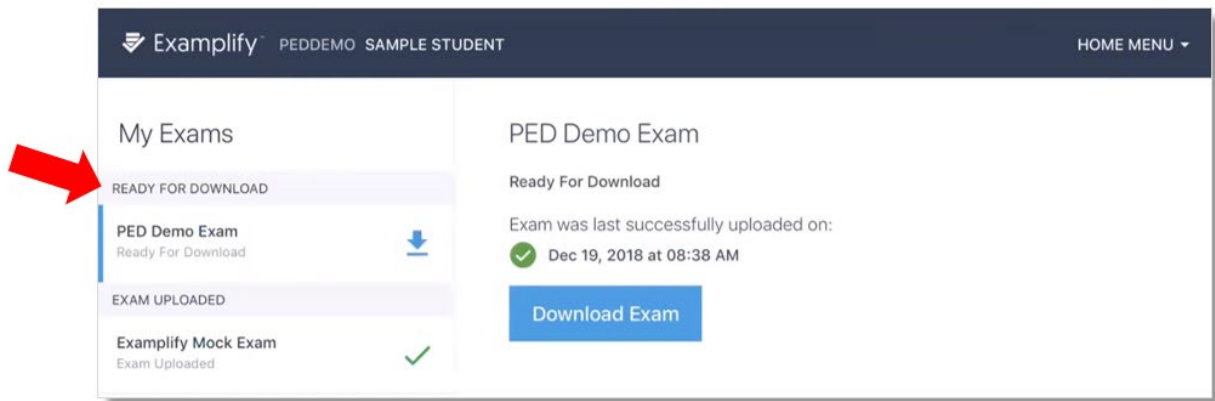 Examplify PEDDEMO SAMPLE STUDENT HOME MENU
My Exams
READY FOR DOWNLOAD
PED Demo Exam
Ready For Download
EXAM UPLOADED
Examplify Mock Exam
Exam Uploaded
PED Demo Exam
Ready For Download
Exam was last successfully uploaded on:
Dec 19, 2018 at 08:38 AM
Download Exam